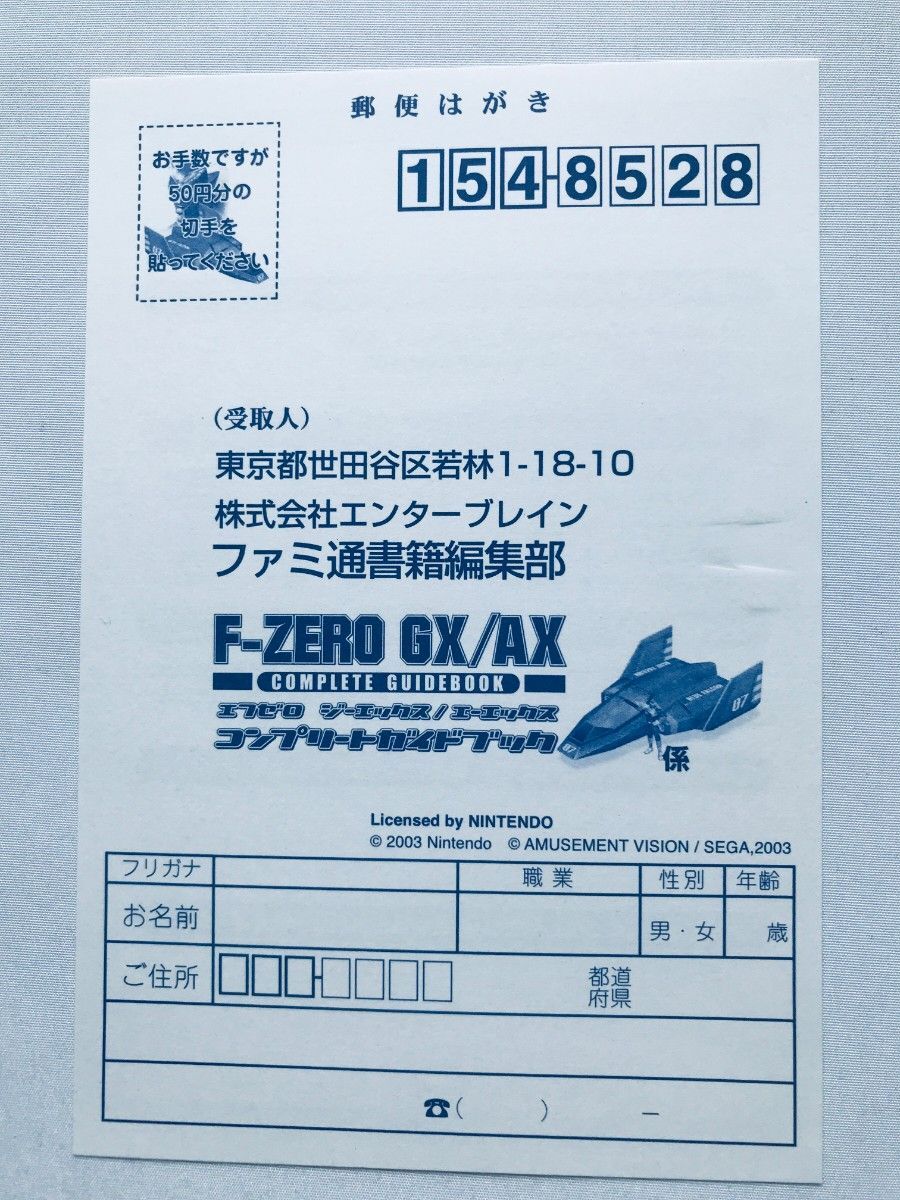 郵便はがき
お手数ですが
50円分の
切手を
貼ってください
154-8528
(受取人)
東京都世田谷区若林1-18-10
株式会社エンターブレイン
ファミ通書籍編集部
F-ZERO GX/AX
COMPLETE GUIDEBOOK
エフゼロ ジーエックス/エーエックス
コンプリートガイドブック
係
07
07
Licensed by NINTENDO
© 2003 Nintendo © AMUSEMENT VISION / SEGA,2003
フリガナ 職業 性別 年齢
お名前 男・女 歳
ご住所 都道
府県
☎( ) −